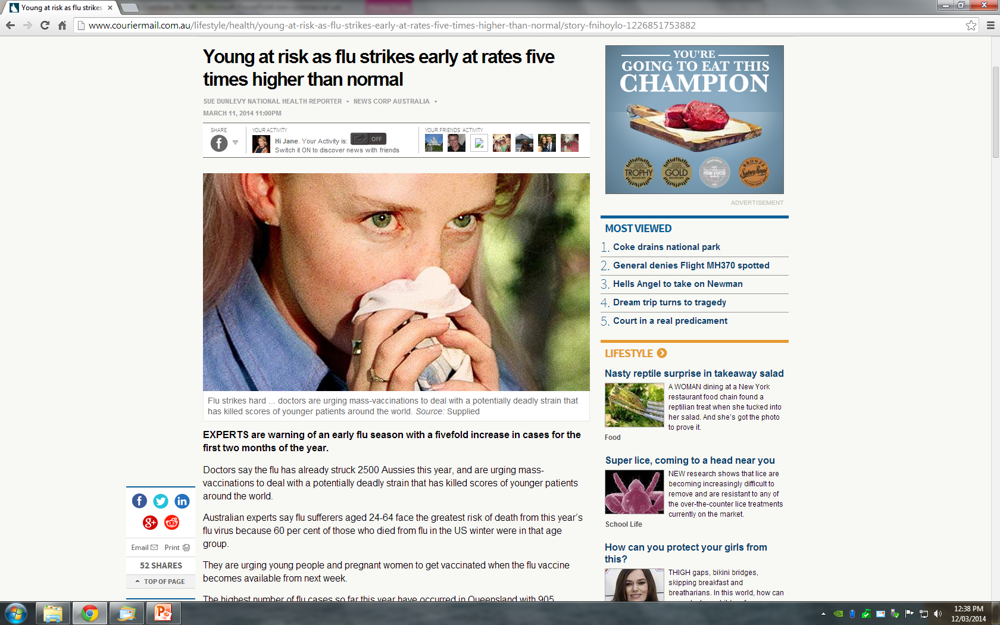 Young at risk as flu strikes
www.couriermail.com.au/lifestyle/health/young-at-risk-as-flu-strikes-early-at-rates-five-times-higher-than-normal/story-fnihoylo-1226851753882
Young at risk as flu strikes early at rates five
times higher than normal
SUE DUNLEVY NATIONAL HEALTH REPORTER • NEWS CORP AUSTRALIA •
MARCH 11, 2014 11:00PM
SHARE
YOUR ACTIVITY
Hi Jane. Your Activity is: OFF
Switch it ON to discover news with friends
YOUR FRIENDS' ACTIVITY
Flu strikes hard ... doctors are urging mass-vaccinations to deal with a potentially deadly strain that
has killed scores of younger patients around the world. Source: Supplied
EXPERTS are warning of an early flu season with a fivefold increase in cases for the
first two months of the year.
Doctors say the flu has already struck 2500 Aussies this year, and are urging mass-
vaccinations to deal with a potentially deadly strain that has killed scores of younger patients
around the world.
Australian experts say flu sufferers aged 24-64 face the greatest risk of death from this year's
flu virus because 60 per cent of those who died from flu in the US winter were in that age
group.
They are urging young people and pregnant women to get vaccinated when the flu vaccine
becomes available from next week.
The highest number of flu cases so far this year have occurred in Queensland with 905
Email Print
52 SHARES
TOP OF PAGE
YOU'RE
GOING TO EAT THIS
CHAMPION
TROPHY
GOLD
FINE FOOD
BRONZE
Sydney Royal
ADVERTISEMENT
MOST VIEWED
1. Coke drains national park
2. General denies Flight MH370 spotted
3. Hells Angel to take on Newman
4. Dream trip turns to tragedy
5. Court in a real predicament
LIFESTYLE
Nasty reptile surprise in takeaway salad
A WOMAN dining at a New York
restaurant food chain found a
reptilian treat when she tucked into
her salad. And she's got the photo
to prove it.
Food
Super lice, coming to a head near you
NEW research shows that lice are
becoming increasingly difficult to
remove and are resistant to any of
the over-the-counter lice treatments
currently on the market.
School Life
How can you protect your girls from
this?
THIGH gaps, bikini bridges,
skipping breakfast and
breatharians. In this world, how can
12:38 PM
12/03/2014